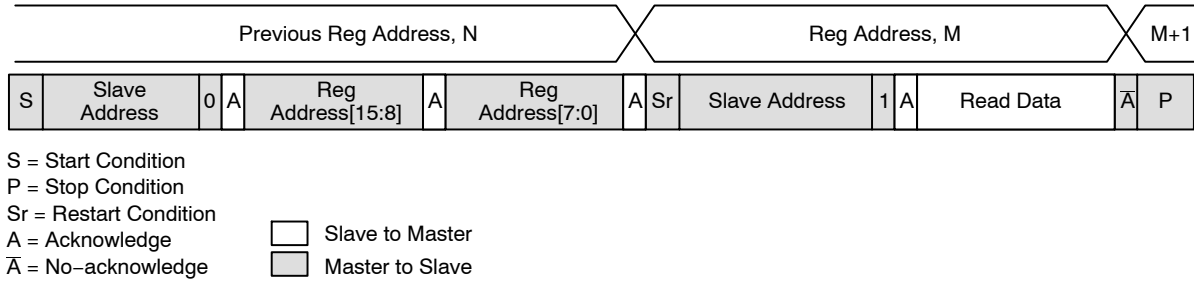 Previous Reg Address, N Reg Address, M M+1
S Slave Address 0 A Reg Address[15:8] A Reg Address[7:0] A Sr Slave Address 1 A Read Data A̅ P
S = Start Condition
P = Stop Condition
Sr = Restart Condition
A = Acknowledge
A̅ = No−acknowledge
Slave to Master
Master to Slave